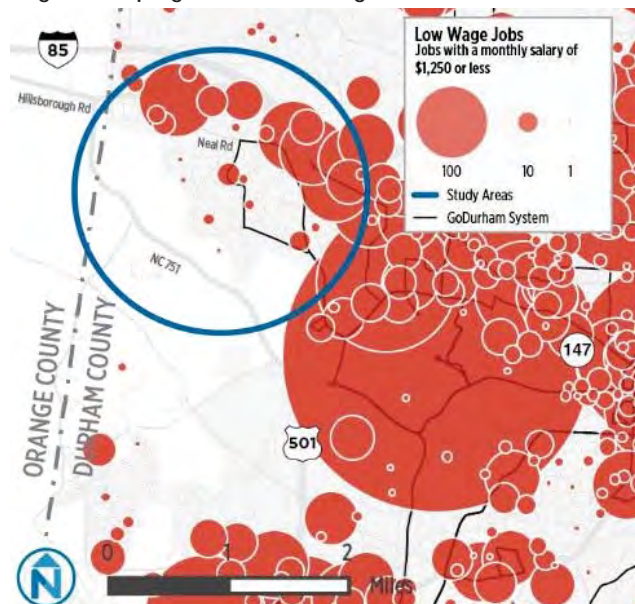 85
Hillsborough Rd
Neal Rd
NC 751
Low Wage Jobs
Jobs with a monthly salary of
$1,250 or less
100
10
1
Study Areas
GoDurham System
ORANGE COUNTY
DURHAM COUNTY
147
501
N
0
1
2
Miles